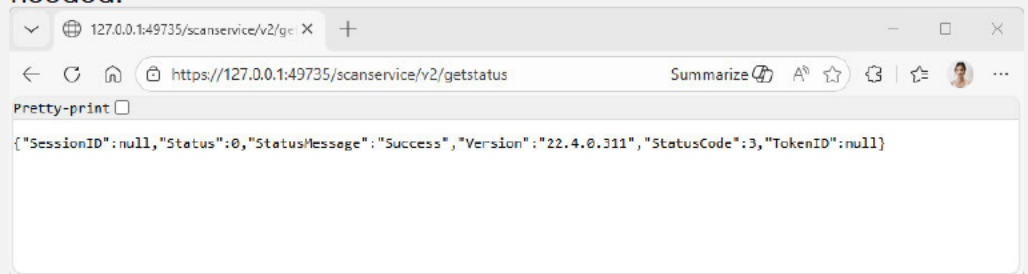 needed.
127.0.0.1:49735/scanservice/v2/ge
https://127.0.0.1:49735/scanservice/v2/getstatus Summarize
Pretty-print
{"SessionID":null,"Status":0,"StatusMessage":"Success","Version":"22.4.0.311","StatusCode":3,"TokenID":null}